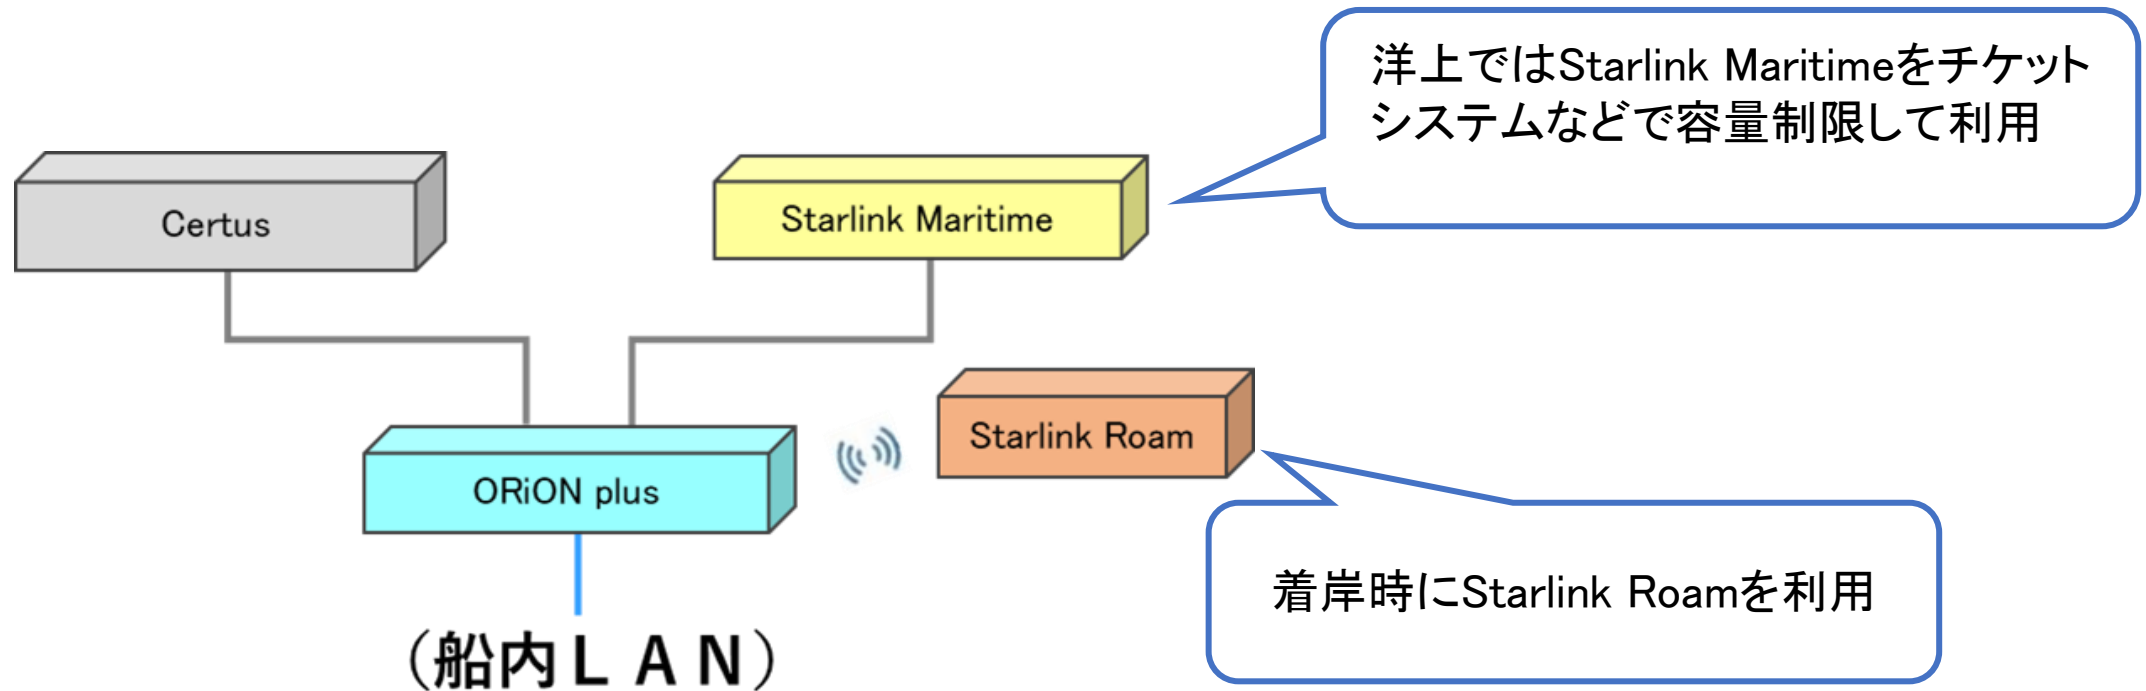 洋上ではStarlink Maritimeをチケット
システムなどで容量制限して利用
Certus
Starlink Maritime
Starlink Roam
ORiON plus
着岸時にStarlink Roamを利用
（船内ＬＡＮ）